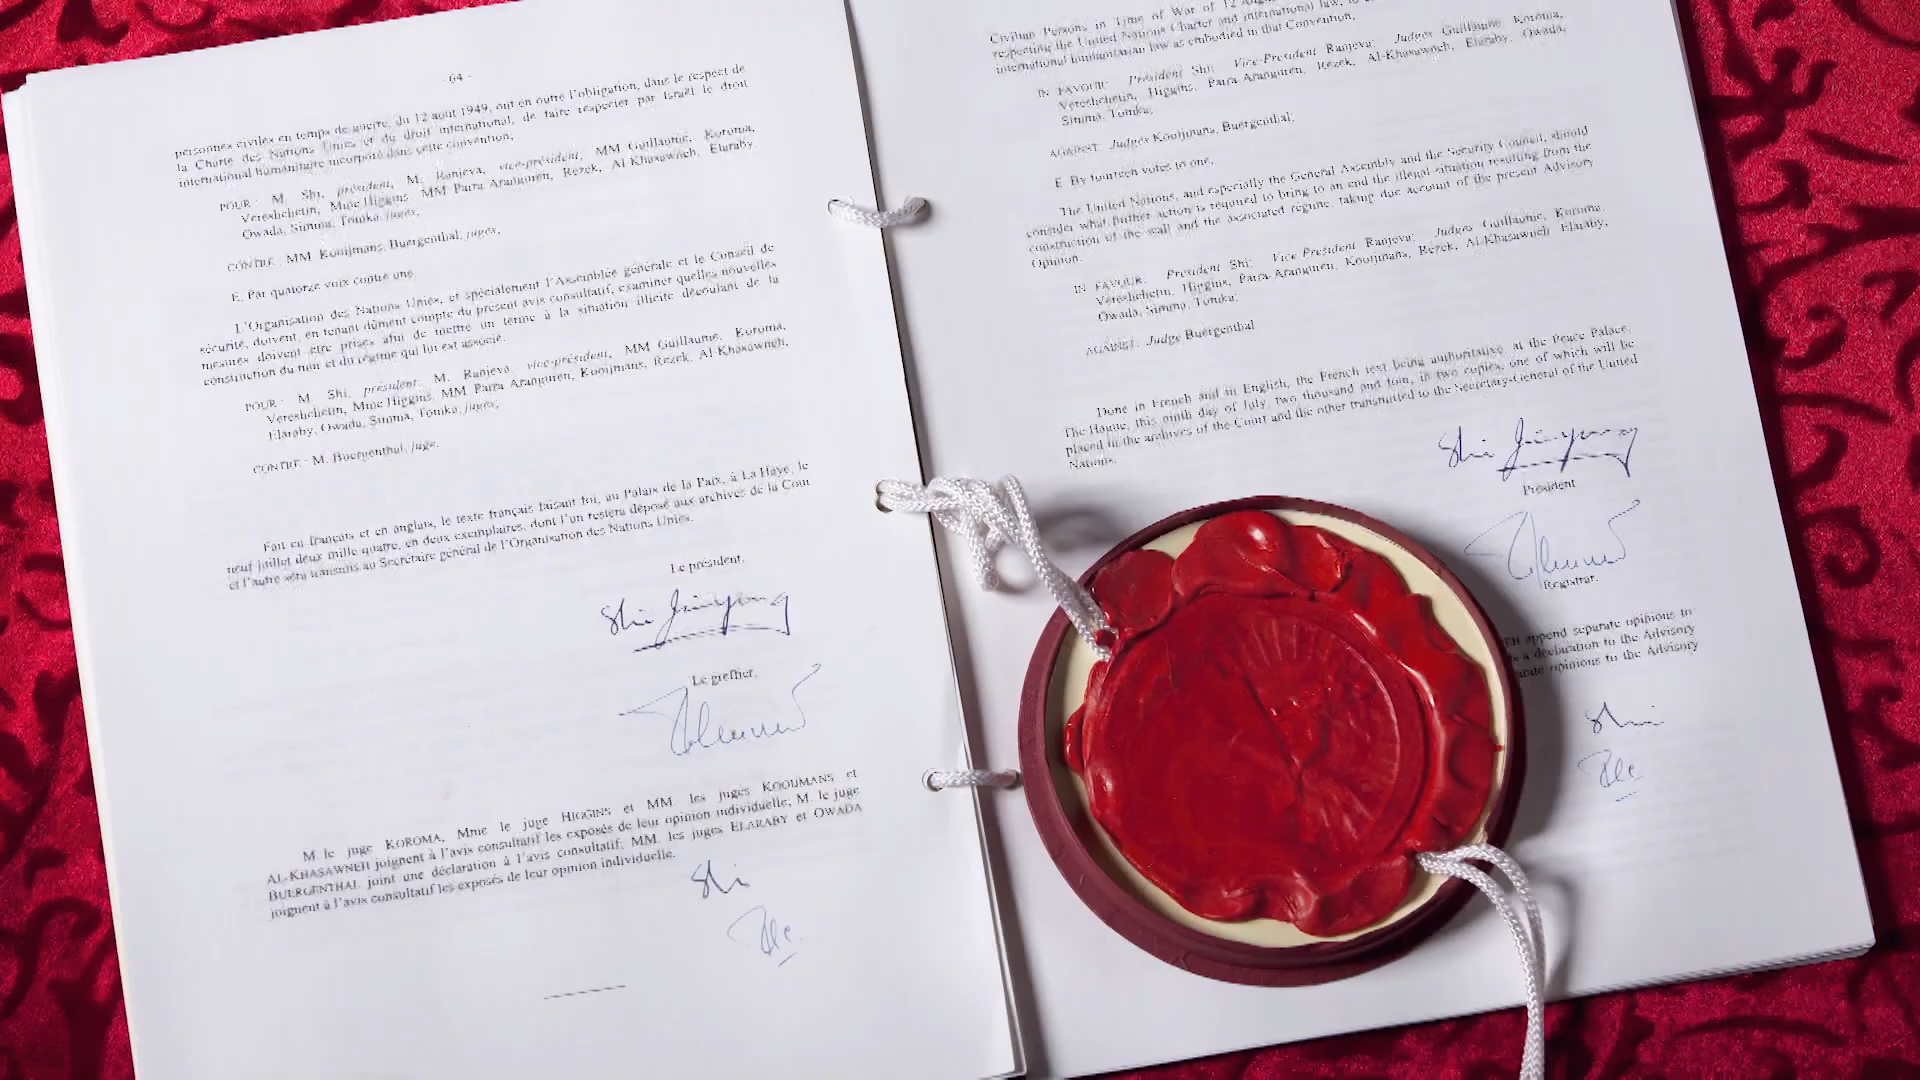 - 64 -
personnes civiles en temps de guerre, du 12 août 1949, ont en outre l'obligation, dans le respect de
la Charte des Nations Unies et du droit international, de faire respecter par Israël le droit
international humanitaire incorporé dans cette convention;
POUR : M. Shi, président; M. Ranjeva, vice-président; MM Guillaume, Koroma,
Vereshchetin, Mme Higgins, MM Parra Aranguren, Rezek, Al-Khasawneh, Elaraby,
Owada, Simma, Tomka, juges;
CONTRE : MM Kooijmans, Buergenthal, juges;
E. Par quatorze voix contre une,
L'Organisation des Nations Unies, et spécialement l'Assemblée générale et le Conseil de
sécurité, doivent, en tenant dûment compte du présent avis consultatif, examiner quelles nouvelles
mesures doivent être prises afin de mettre un terme à la situation illicite découlant de la
construction du mur et du régime qui lui est associé.
POUR : M. Shi, président; M. Ranjeva, vice-président; MM Guillaume, Koroma,
Vereshchetin, Mme Higgins, MM Parra Aranguren, Kooijmans, Rezek, Al-Khasawneh,
Elaraby, Owada, Simma, Tomka, juges;
CONTRE : M. Buergenthal, juge.
Fait en français et en anglais, le texte français faisant foi, au Palais de la Paix, à La Haye, le
neuf juillet deux mille quatre, en deux exemplaires, dont l'un restera déposé aux archives de la Cour
et l'autre sera transmis au Secrétaire général de l'Organisation des Nations Unies.
Le président,
Shi Jiuyong
Le greffier,
M. le juge KOROMA, Mme le juge HIGGINS et MM. les juges KOOIJMANS et
AL-KHASAWNEH joignent à l'avis consultatif les exposés de leur opinion individuelle; M. le juge
BUERGENTHAL joint une déclaration à l'avis consultatif; MM. les juges ELARABY et OWADA
joignent à l'avis consultatif les exposés de leur opinion individuelle.
Shi
Civilian Persons in Time of War of 12
respecting the United Nations Charter and international law, to
international humanitarian law as embodied in that Convention;
IN FAVOUR: President Shi; Vice-President Ranjeva; Judges Guillaume, Koroma,
Vereshchetin, Higgins, Parra Aranguren, Rezek, Al-Khasawneh, Elaraby, Owada,
Simma, Tomka;
AGAINST: Judges Kooijmans, Buergenthal;
E. By fourteen votes to one,
The United Nations, and especially the General Assembly and the Security Council, should
consider what further action is required to bring to an end the illegal situation resulting from the
construction of the wall and the associated régime, taking due account of the present Advisory
Opinion.
IN FAVOUR: President Shi; Vice-President Ranjeva; Judges Guillaume, Koroma,
Vereshchetin, Higgins, Parra Aranguren, Kooijmans, Rezek, Al-Khasawneh Elaraby,
Owada, Simma, Tomka;
AGAINST: Judge Buergenthal
Done in French and in English, the French text being authoritative, at the Peace Palace,
The Hague, this ninth day of July, two thousand and four, in two copies, one of which will be
placed in the archives of the Court and the other transmitted to the Secretary-General of the United
Nations.
Shi Jiuyong
President
Registrar.
append separate opinions to
a declaration to the Advisory
opinions to the Advisory
Shi